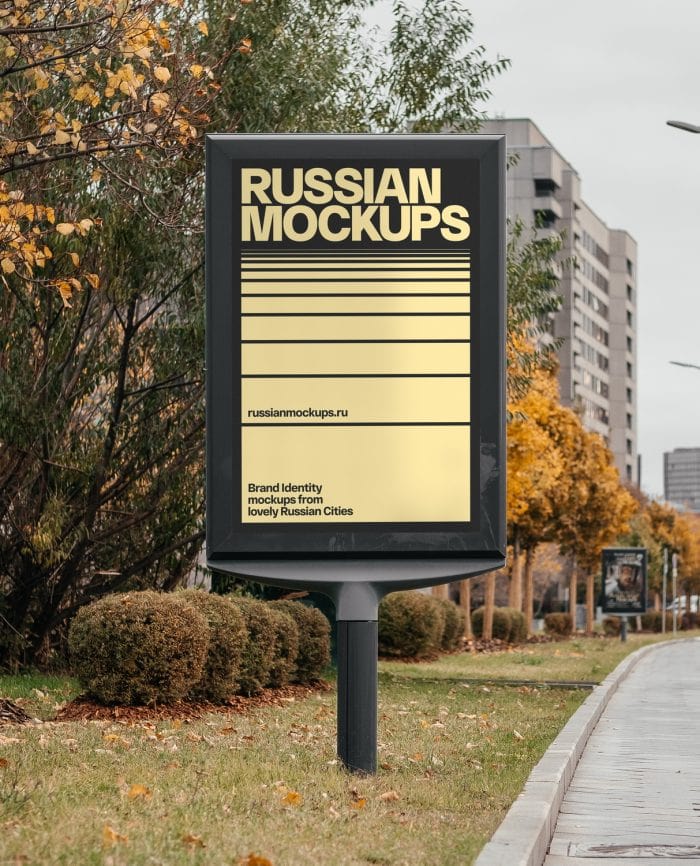 RUSSIAN
MOCKUPS
russianmockups.ru
Brand Identity
mockups from
lovely Russian Cities